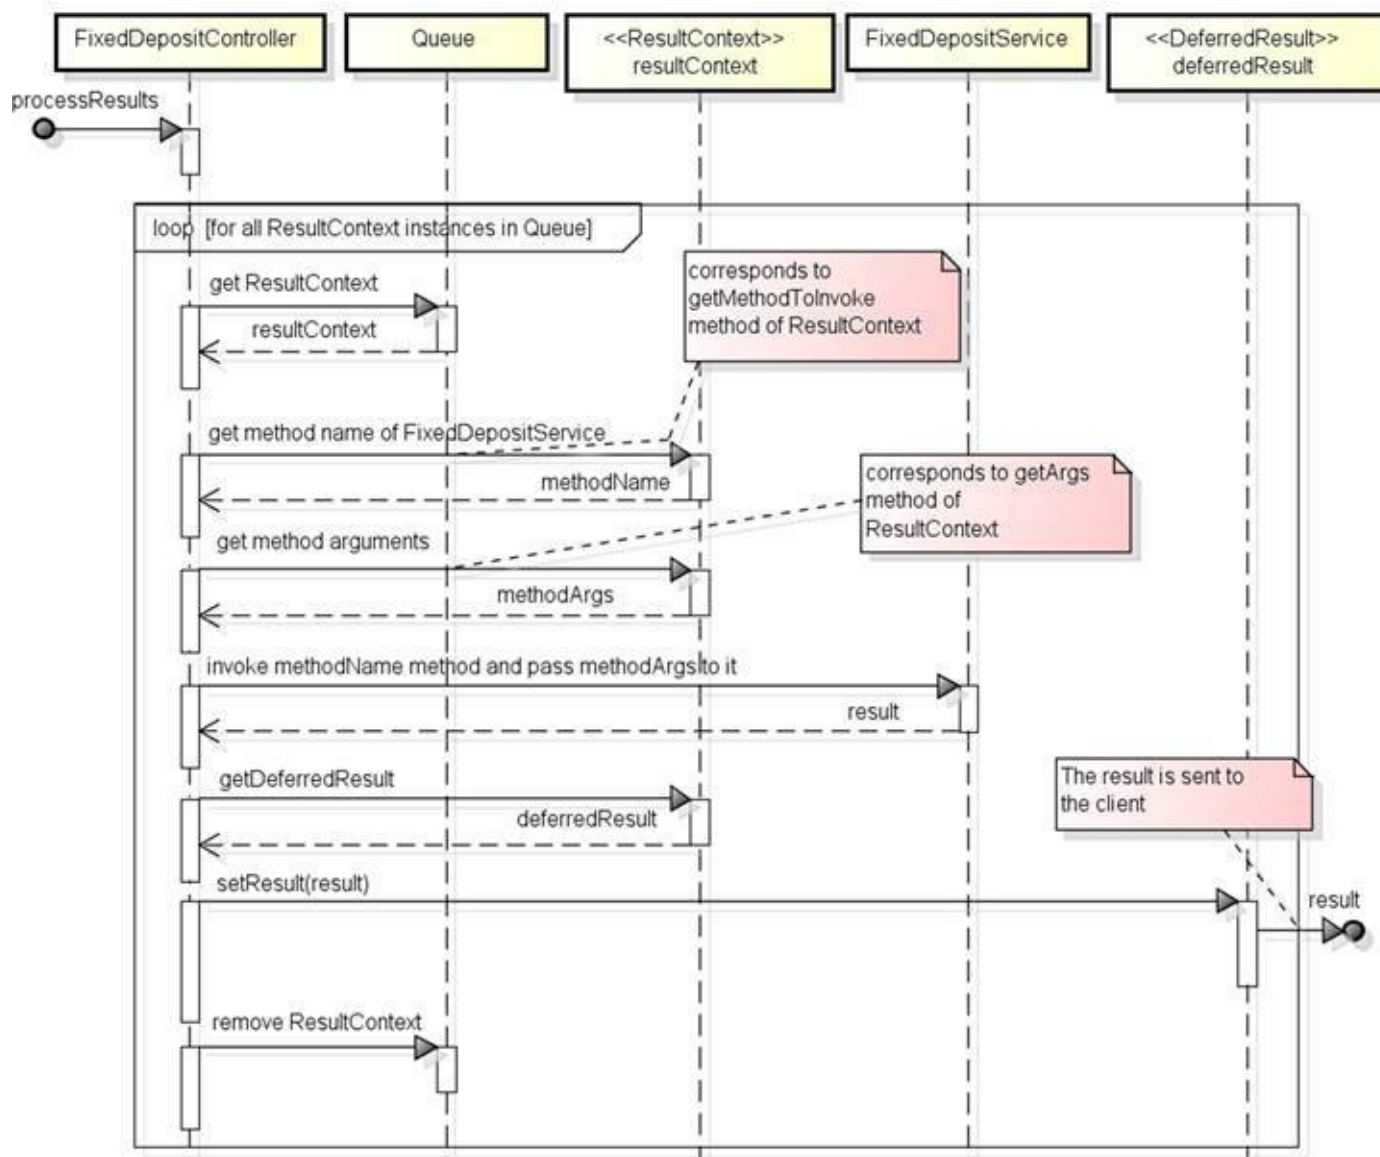 FixedDepositController
Queue
<<ResultContext>>
resultContext
FixedDepositService
<<DeferredResult>>
deferredResult
processResults
loop [for all ResultContext instances in Queue]
get ResultContext
resultContext
corresponds to
getMethodToInvoke
method of ResultContext
get method name of FixedDepositService
methodName
corresponds to getArgs
method of
ResultContext
get method arguments
methodArgs
invoke methodName method and pass methodArgs to it
result
getDeferredResult
deferredResult
The result is sent to
the client
setResult(result)
result
remove ResultContext